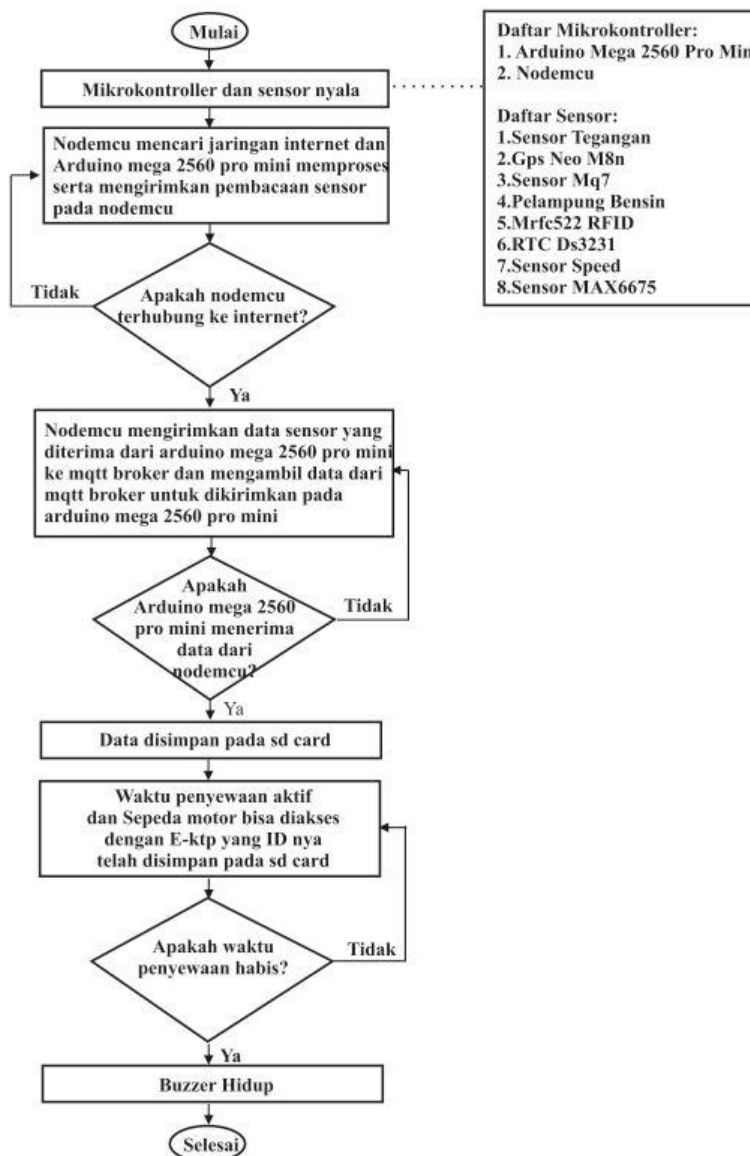 Mulai
Mikrokontroller dan sensor nyala
Nodemcu mencari jaringan internet dan
Arduino mega 2560 pro mini memproses
serta mengirimkan pembacaan sensor
pada nodemcu
Tidak
Apakah nodemcu
terhubung ke internet?
Ya
Nodemcu mengirimkan data sensor yang
diterima dari arduino mega 2560 pro mini
ke mqtt broker dan mengambil data dari
mqtt broker untuk dikirimkan pada
arduino mega 2560 pro mini
Apakah
Arduino mega 2560
pro mini menerima
data dari
nodemcu?
Tidak
Ya
Data disimpan pada sd card
Waktu penyewaan aktif
dan Sepeda motor bisa diakses
dengan E-ktp yang ID nya
telah disimpan pada sd card
Apakah waktu
penyewaan habis?
Tidak
Ya
Buzzer Hidup
Selesai
Daftar Mikrokontroller:
1. Arduino Mega 2560 Pro Min
2. Nodemcu
Daftar Sensor:
1.Sensor Tegangan
2.Gps Neo M8n
3.Sensor Mq7
4.Pelampung Bensin
5.Mrfc522 RFID
6.RTC Ds3231
7.Sensor Speed
8.Sensor MAX6675